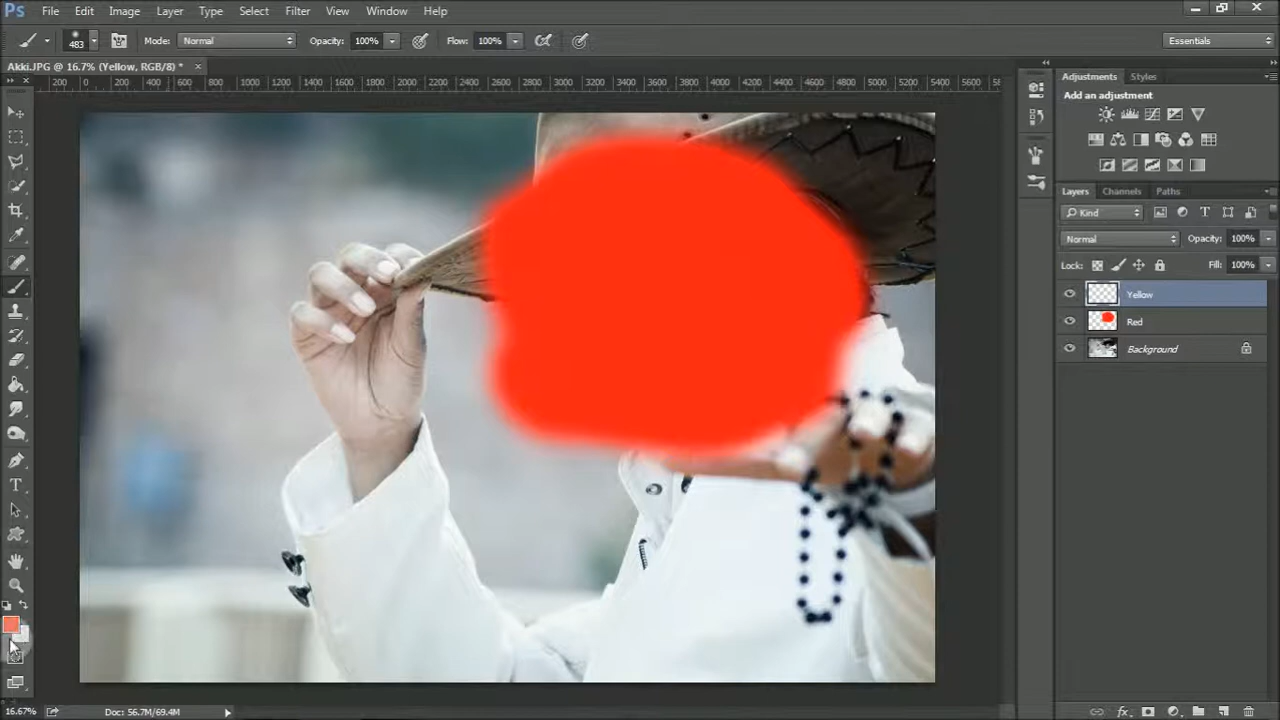 Ps File Edit Image Layer Type Select Filter View Window Help
483 Mode: Normal Opacity: 100% Flow: 100% Essentials
Akki.JPG @ 16.7% (Yellow, RGB/8) * ×
200 0 200 400 600 800 1000 1200 1400 1600 1800 2000 2200 2400 2600 2800 3000 3200 3400 3600 3800 4000 4200 4400 4600 4800 5000 5200 5400 5600 5
Adjustments Styles
Add an adjustment
Layers Channels Paths
Kind
Normal Opacity: 100%
Lock: Fill: 100%
Yellow
Red
Background
16.67% Doc: 56.7M/69.4M